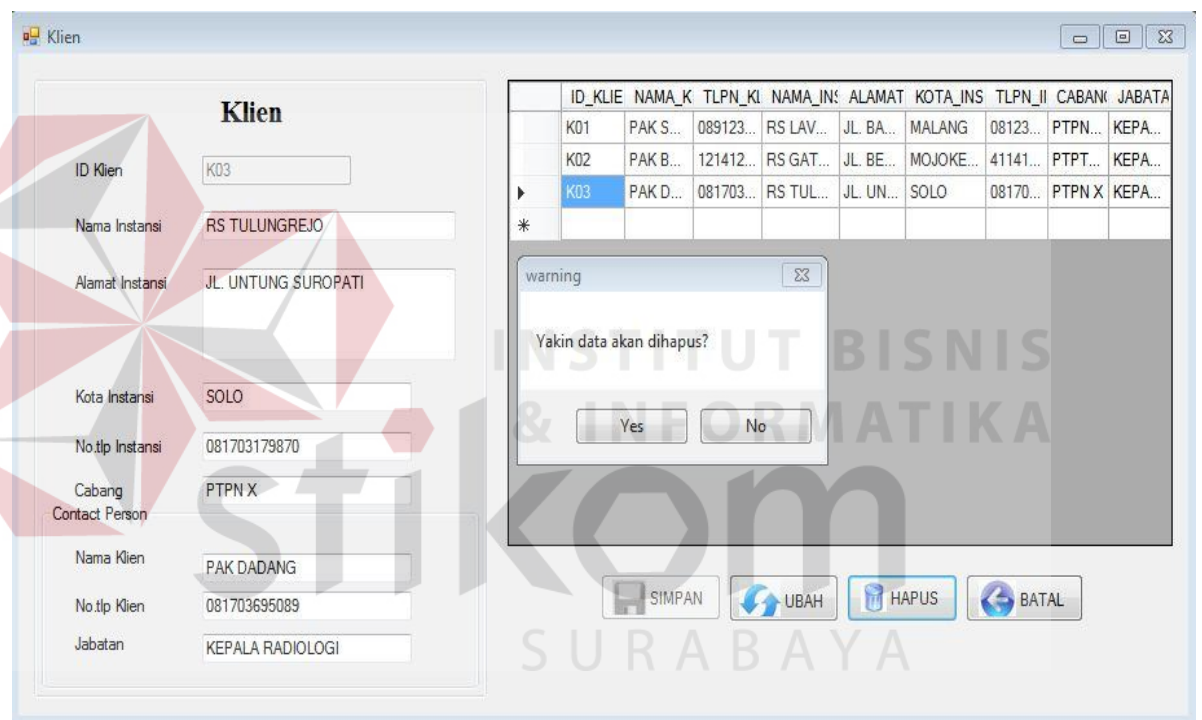 Klien
Klien
ID Klien K03
Nama Instansi RS TULUNGREJO
Alamat Instansi JL. UNTUNG SUROPATI
Kota Instansi SOLO
No.tlp Instansi 081703179870
Cabang PTPN X
Contact Person
Nama Klien PAK DADANG
No.tlp Klien 081703695089
Jabatan KEPALA RADIOLOGI
ID_KLIE NAMA_K TLPN_KL NAMA_INS ALAMAT KOTA_INS TLPN_II CABANG JABATA
K01 PAK S... 089123... RS LAV... JL. BA... MALANG 08123... PTPN... KEPA...
K02 PAK B... 121412... RS GAT... JL. BE... MOJOKE... 41141... PTPT... KEPA...
K03 PAK D... 081703... RS TUL... JL. UN... SOLO 08170... PTPN X KEPA...
warning
Yakin data akan dihapus?
Yes No
SIMPAN UBAH HAPUS BATAL
INSTITUT BISNIS
& INFORMATIKA
stikom
SURABAYA